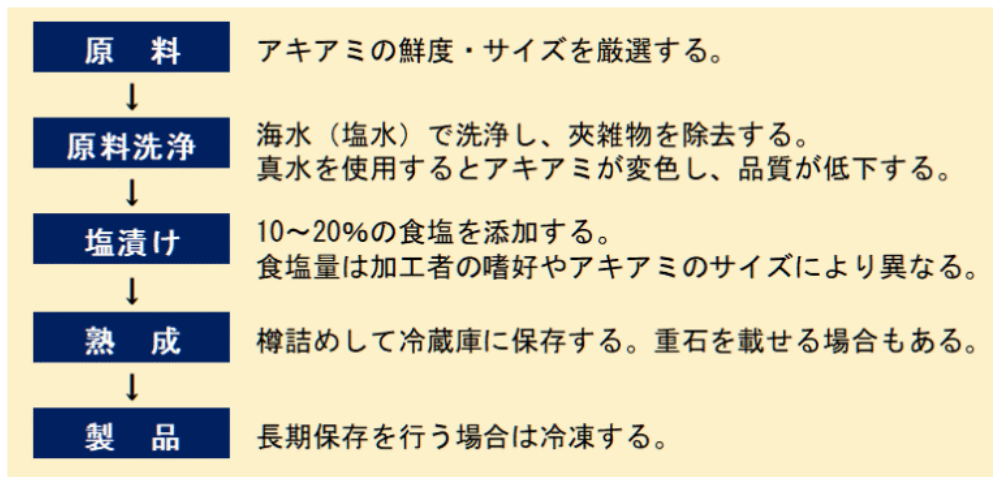 原　料
アキアミの鮮度・サイズを厳選する。
↓
原料洗浄
海水（塩水）で洗浄し、夾雑物を除去する。
真水を使用するとアキアミが変色し、品質が低下する。
↓
塩漬け
10～20%の食塩を添加する。
食塩量は加工者の嗜好やアキアミのサイズにより異なる。
↓
熟　成
樽詰めして冷蔵庫に保存する。重石を載せる場合もある。
↓
製　品
長期保存を行う場合は冷凍する。